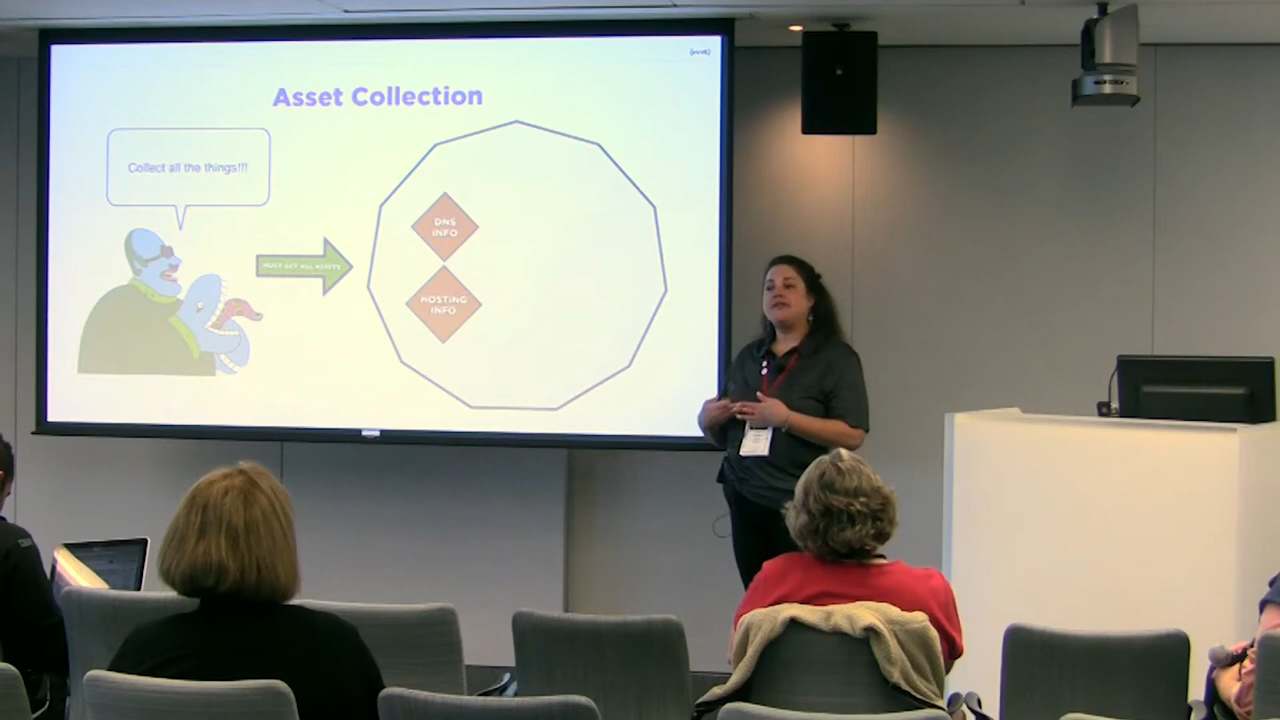 Asset Collection
Collect all the things!!!
MUST GET ALL ASSETS
DNS
INFO
HOSTING
INFO